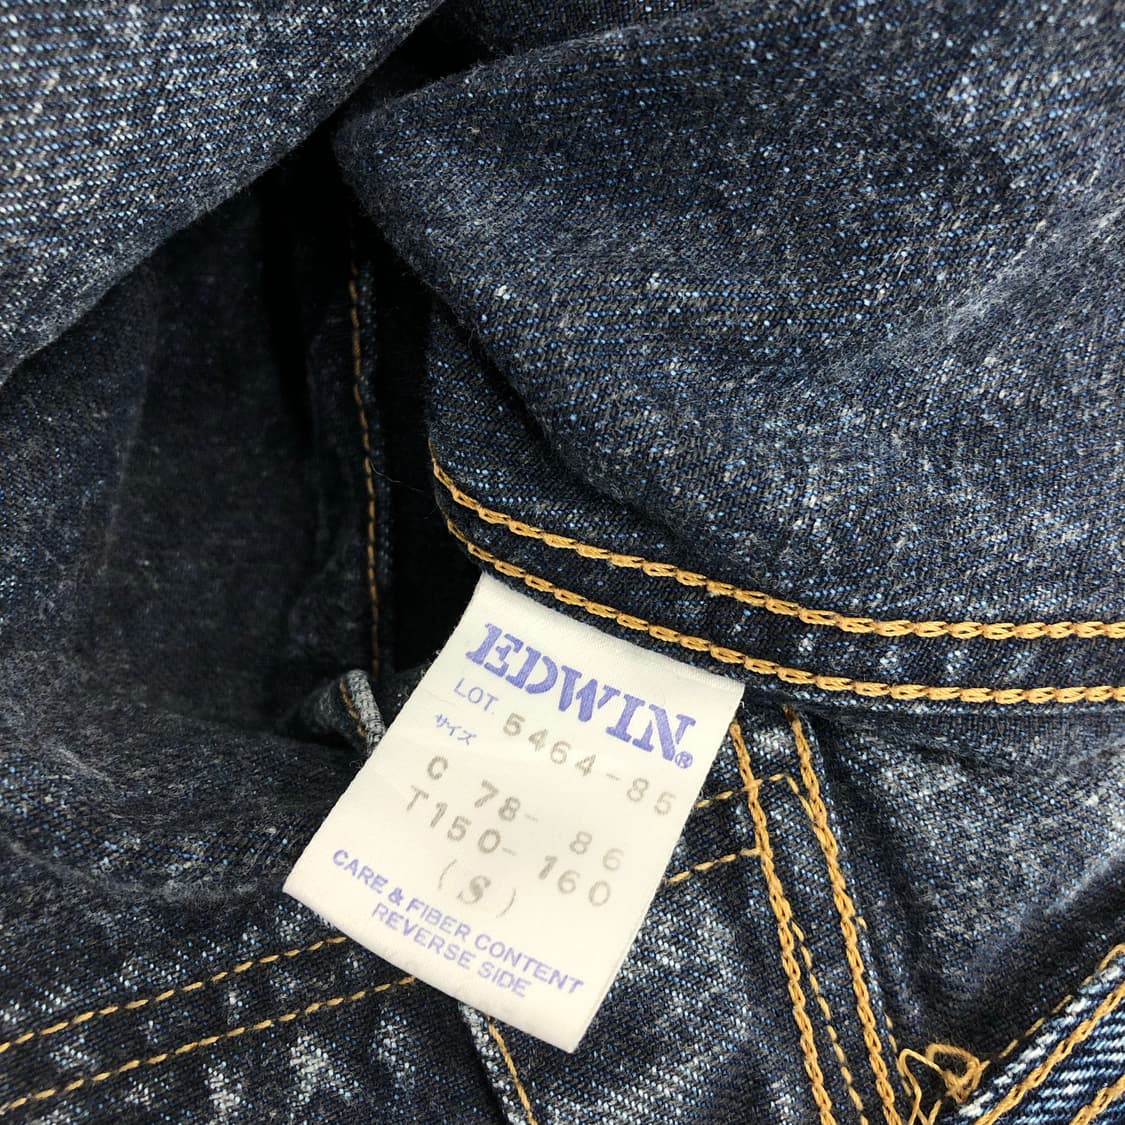 EDWIN®
LOT. 5464-85
サイズ
C 78- 86
T150-160
(S)
CARE & FIBER CONTENT
REVERSE SIDE